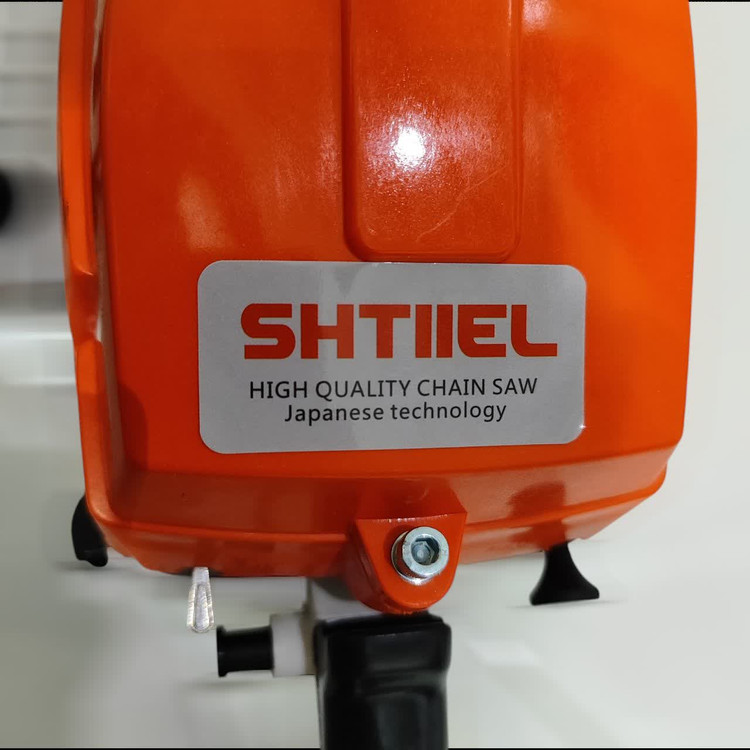 SHTIIEL
HIGH QUALITY CHAIN SAW
Japanese technology